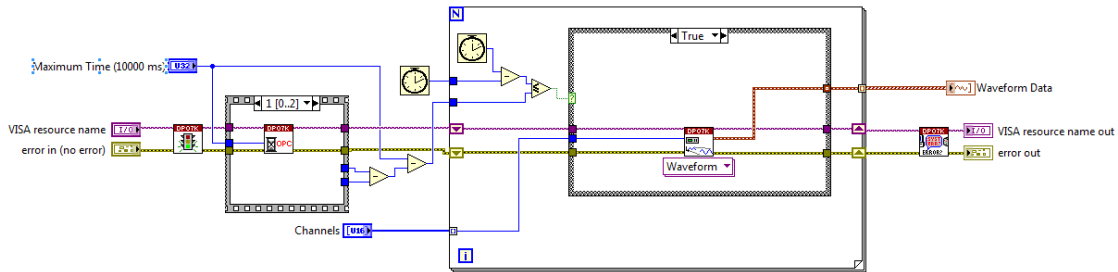 N
True
Maximum Time (10000 ms)
U32
1 [0..2]
Waveform Data
VISA resource name
I/O
DPO7K
DPO7K
OPC
DPO7K
DPO7K
ERROR?
I/O
VISA resource name out
error in (no error)
error out
Waveform
?
Channels
[U16]
i